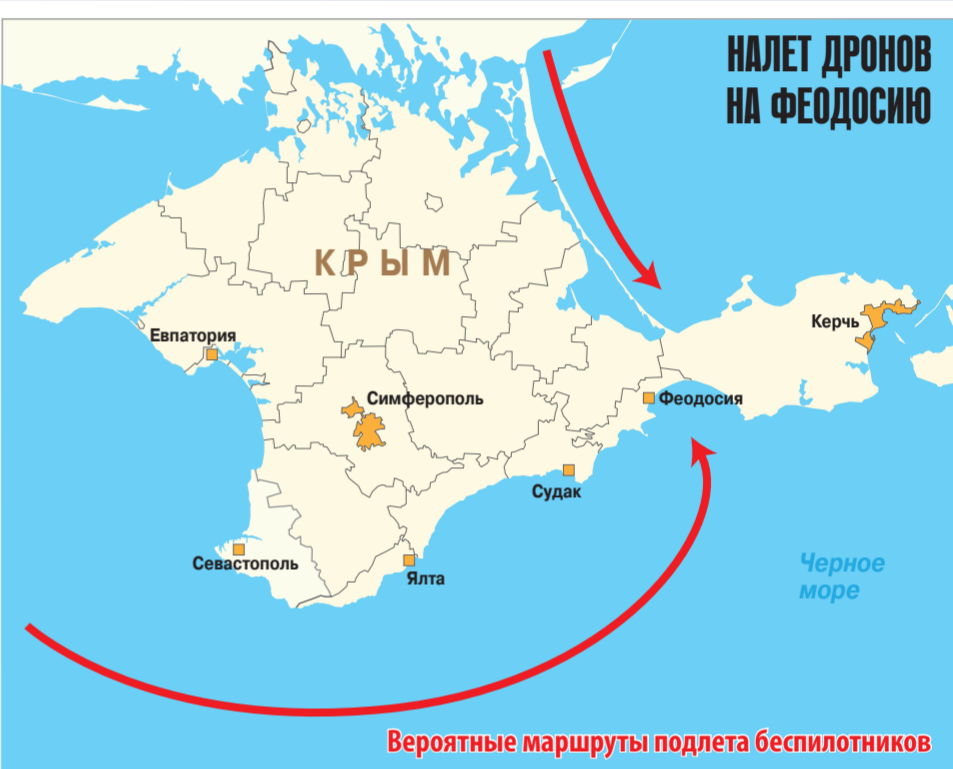 НАЛЕТ ДРОНОВ
НА ФЕОДОСИЮ
КРЫМ
Керчь
Евпатория
Симферополь
Феодосия
Судак
Севастополь
Ялта
Черное
море
Вероятные маршруты подлета беспилотников